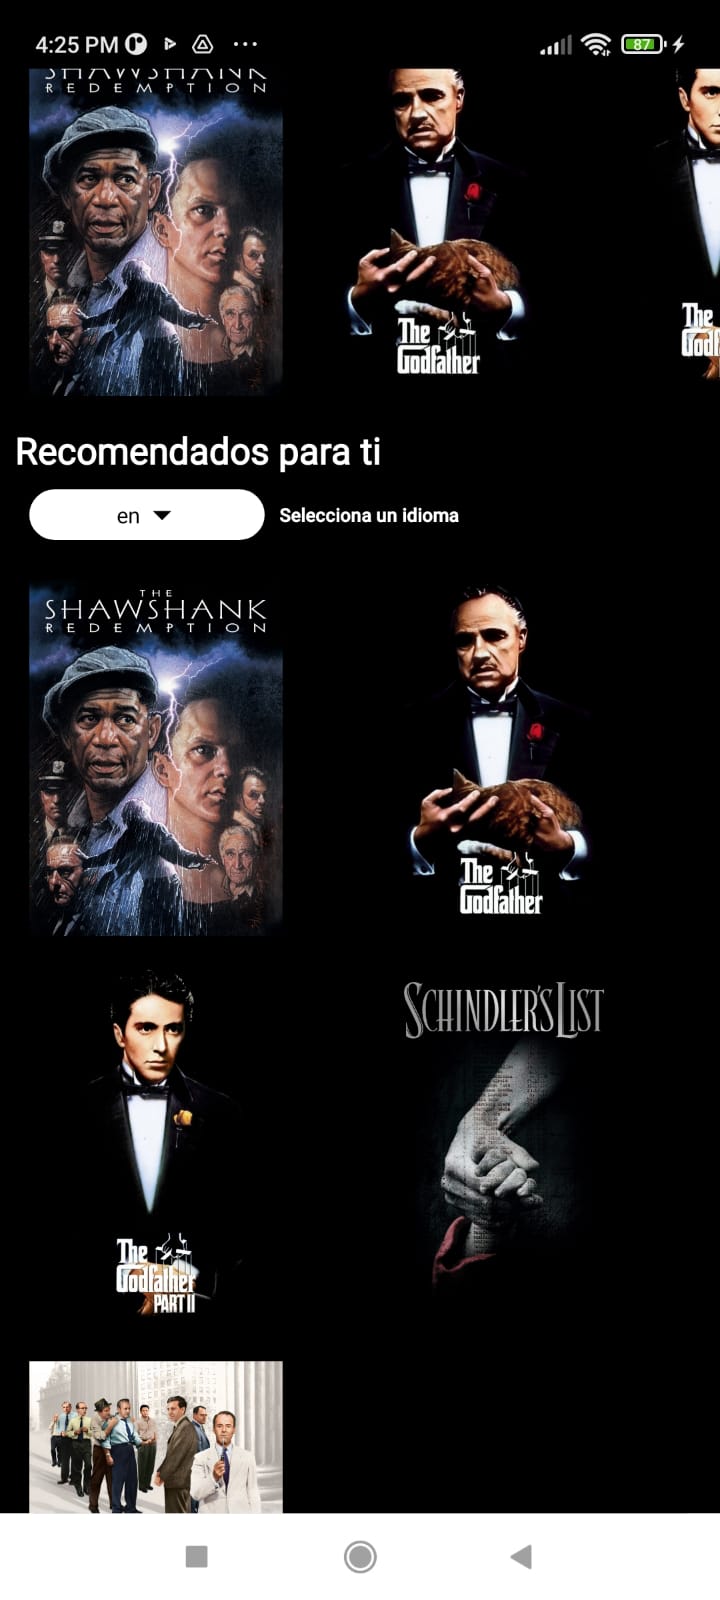 4:25 PM
87
SHAWSHANK
REDEMPTION
The
Godfather
The
Recomendados para ti
en
Selecciona un idioma
THE
SHAWSHANK
REDEMPTION
The
Godfather
The
Godfather
PART II
SCHINDLER'S LIST